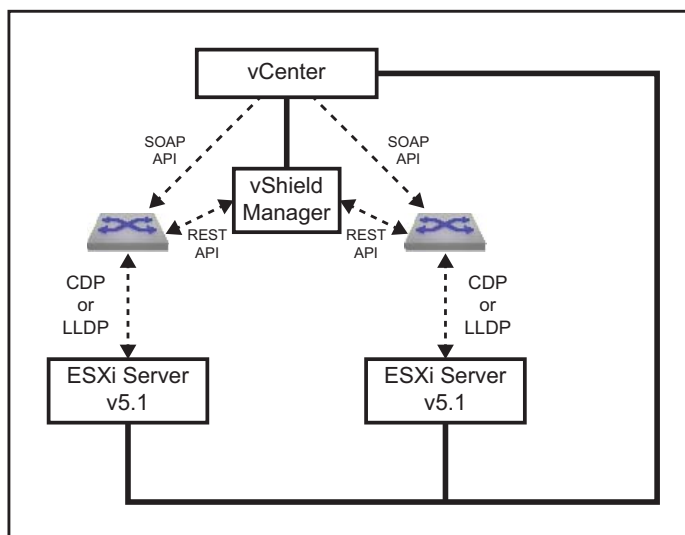 vCenter
SOAP
API
SOAP
API
vShield
Manager
REST
API
REST
API
CDP
or
LLDP
CDP
or
LLDP
ESXi Server
v5.1
ESXi Server
v5.1